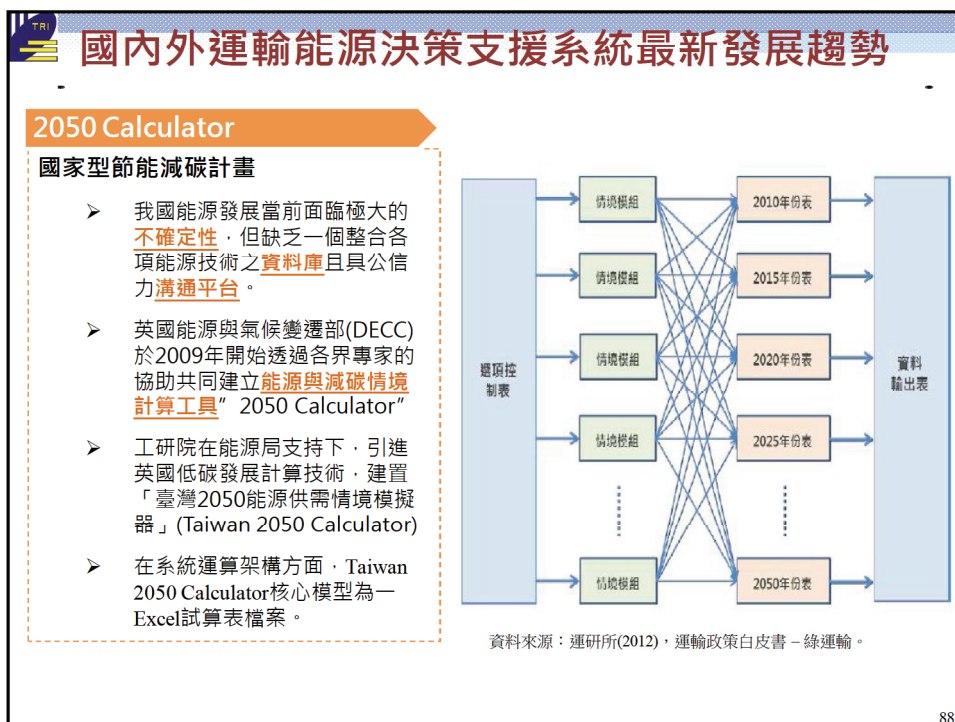 TRI
國內外運輸能源決策支援系統最新發展趨勢
2050 Calculator
國家型節能減碳計畫
➢ 我國能源發展當前面臨極大的
不確定性，但缺乏一個整合各
項能源技術之資料庫且具公信
力溝通平台。
➢ 英國能源與氣候變遷部(DECC)
於2009年開始透過各界專家的
協助共同建立能源與減碳情境
計算工具”2050 Calculator”
➢ 工研院在能源局支持下，引進
英國低碳發展計算技術，建置
「臺灣2050能源供需情境模擬
器」(Taiwan 2050 Calculator)
➢ 在系統運算架構方面，Taiwan
2050 Calculator核心模型為一
Excel試算表檔案。
選項控
制表
情境模組
情境模組
情境模組
情境模組
情境模組
2010年份表
2015年份表
2020年份表
2025年份表
2050年份表
資料
輸出表
資料來源：運研所(2012)，運輸政策白皮書－綠運輸。
88